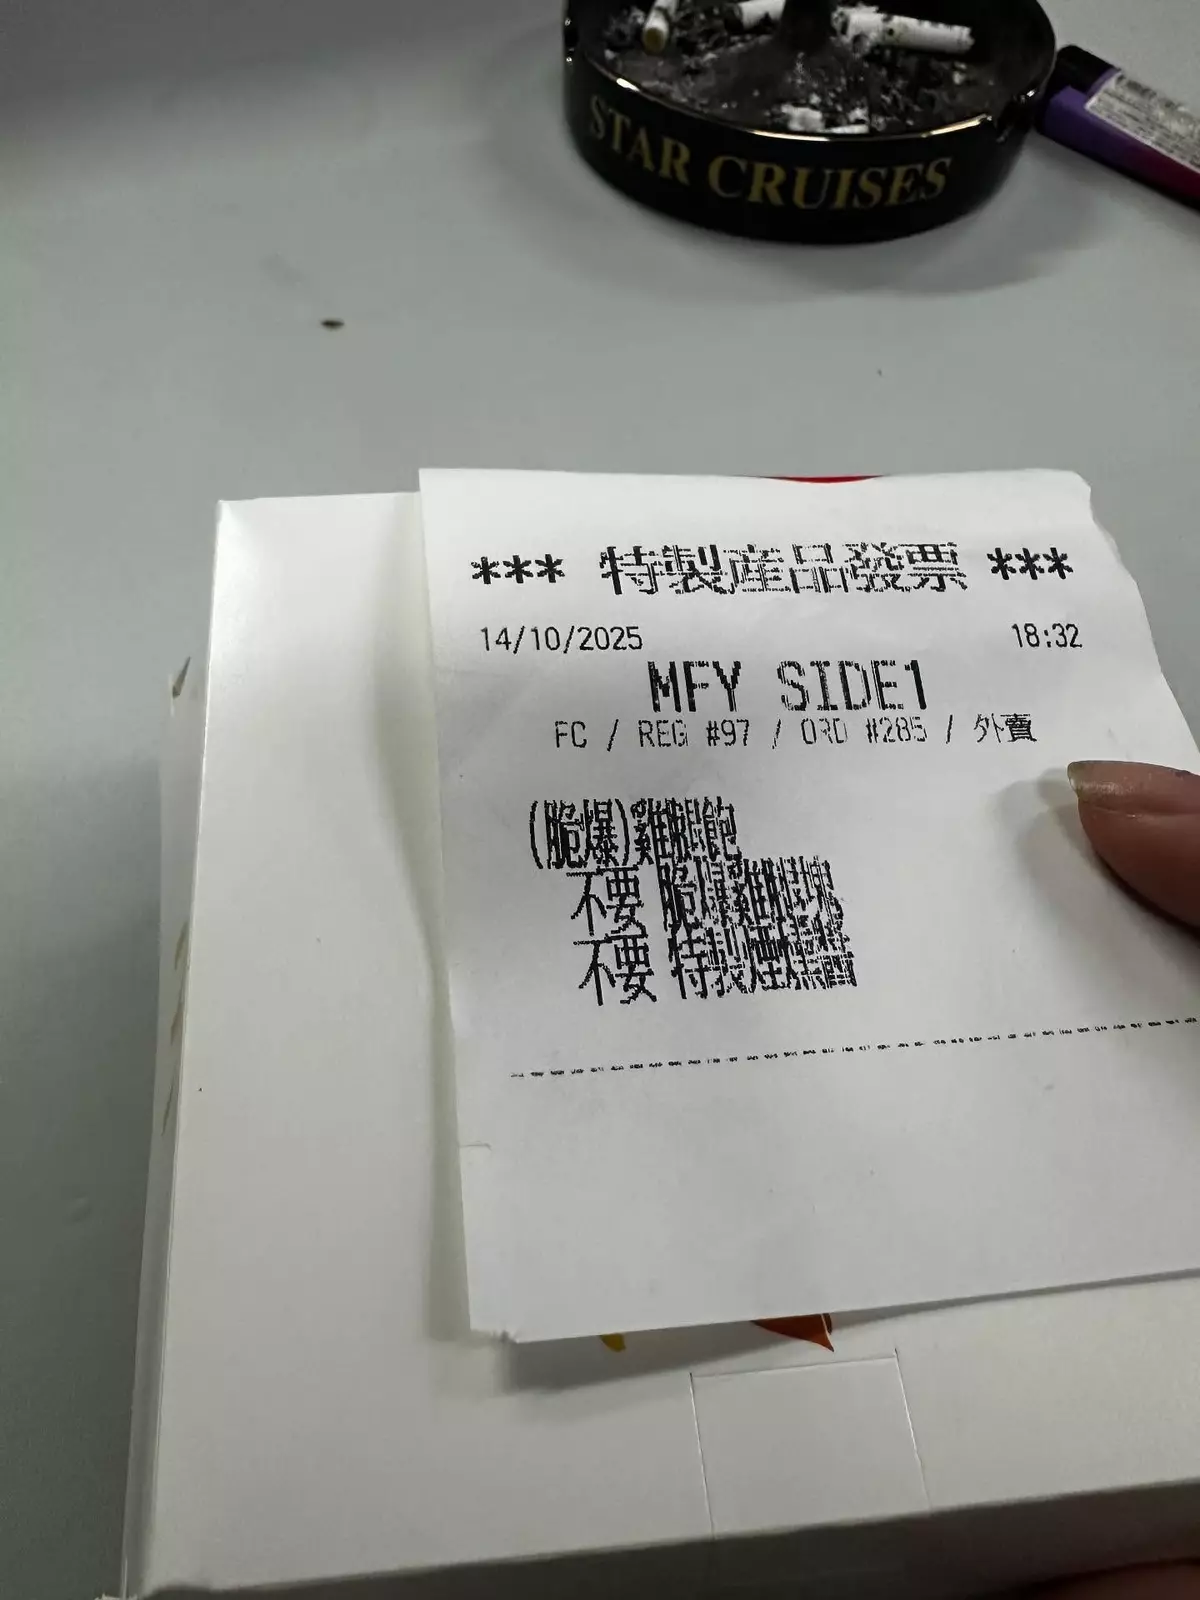 STAR CRUISES
*** 特製產品發票 ***
14/10/2025 18:32
MFY SIDE1
FC / REG #97 / ORD #285 / 外賣
(脆爆)雞腿飽
不要 脆爆雞腿塊
不要 特製煙燻醬